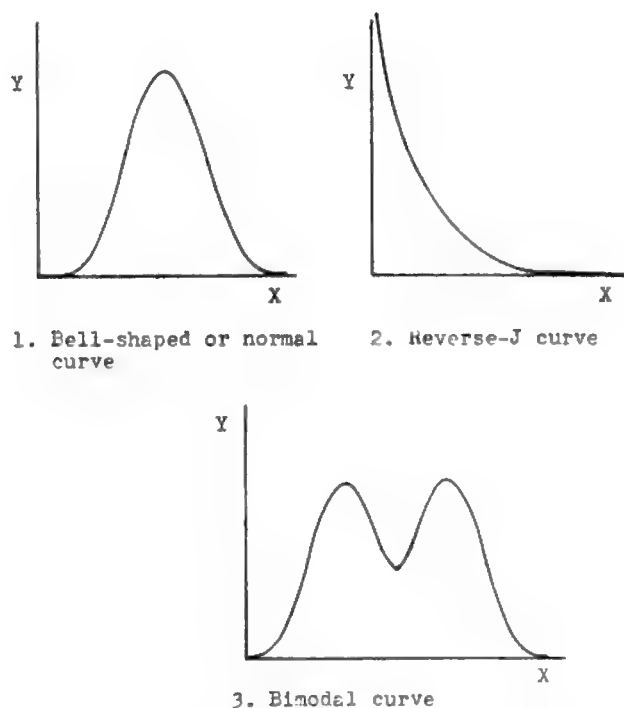 Y
X
1. Bell-shaped or normal
curve
Y
X
2. Reverse-J curve
Y
X
3. Bimodal curve